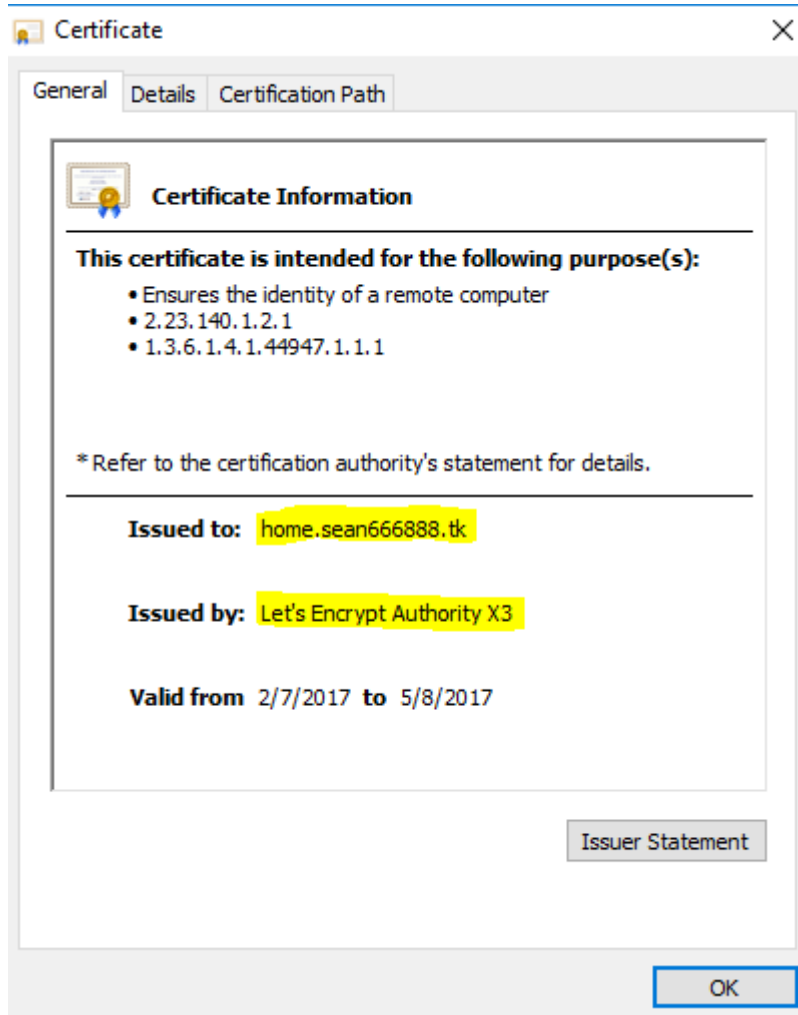 Certificate
General Details Certification Path
Certificate Information
This certificate is intended for the following purpose(s):
• Ensures the identity of a remote computer
• 2.23.140.1.2.1
• 1.3.6.1.4.1.44947.1.1.1
* Refer to the certification authority's statement for details.
Issued to: home.sean666888.tk
Issued by: Let's Encrypt Authority X3
Valid from 2/7/2017 to 5/8/2017
Issuer Statement
OK